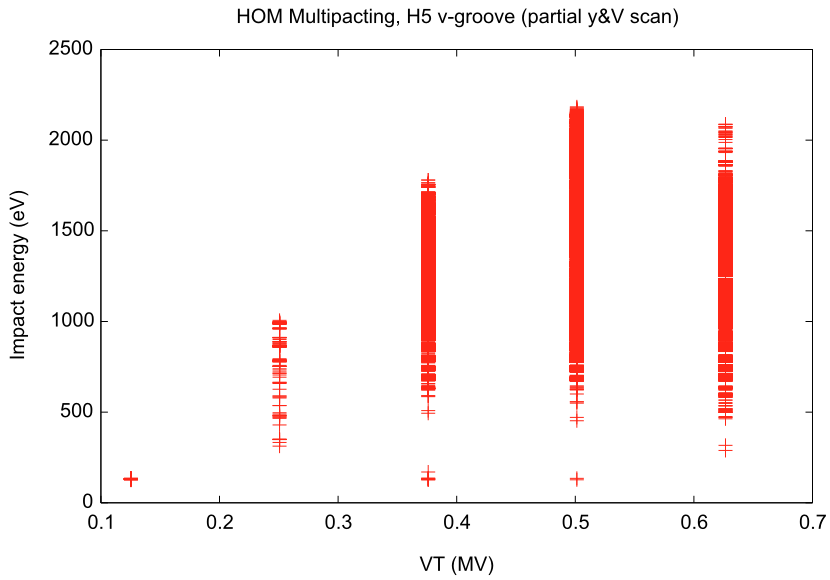 HOM Multipacting, H5 v-groove (partial y&V scan)
2500
2000
1500
1000
500
0
Impact energy (eV)
0.1 0.2 0.3 0.4 0.5 0.6 0.7
VT (MV)